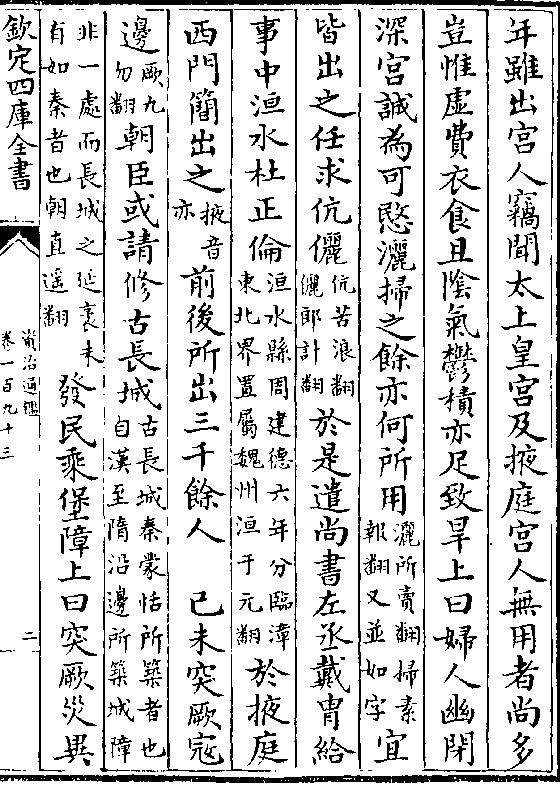 年雖出宫人竊聞太上皇宫及掖庭宫人無用者尚多
豈惟虛費衣食且隂氣鬱積亦足致旱上曰婦人幽閉
深宫誠為可愍灑掃之餘亦何所用灑所賣翻掃素報翻又並如字宜
皆出之任求伉儷伉苦浪翻儷郎計翻於是遣尚書左丞戴胄給
事中洹水杜正倫洹水縣周建德六年分臨漳東北界置屬魏州洹于元翻於掖庭
西門簡出之掖音亦前後所出三千餘人　己未突厥寇
邊厥九勿翻朝臣或請修古長城古長城秦蒙恬所築者也自漢至隋沿邊所築城障
非一處而長城之延袤未有如秦者也朝直遥翻發民乘堡障上曰突厥災異
欽定四庫全書
資治通鑑
卷一百九十三
二